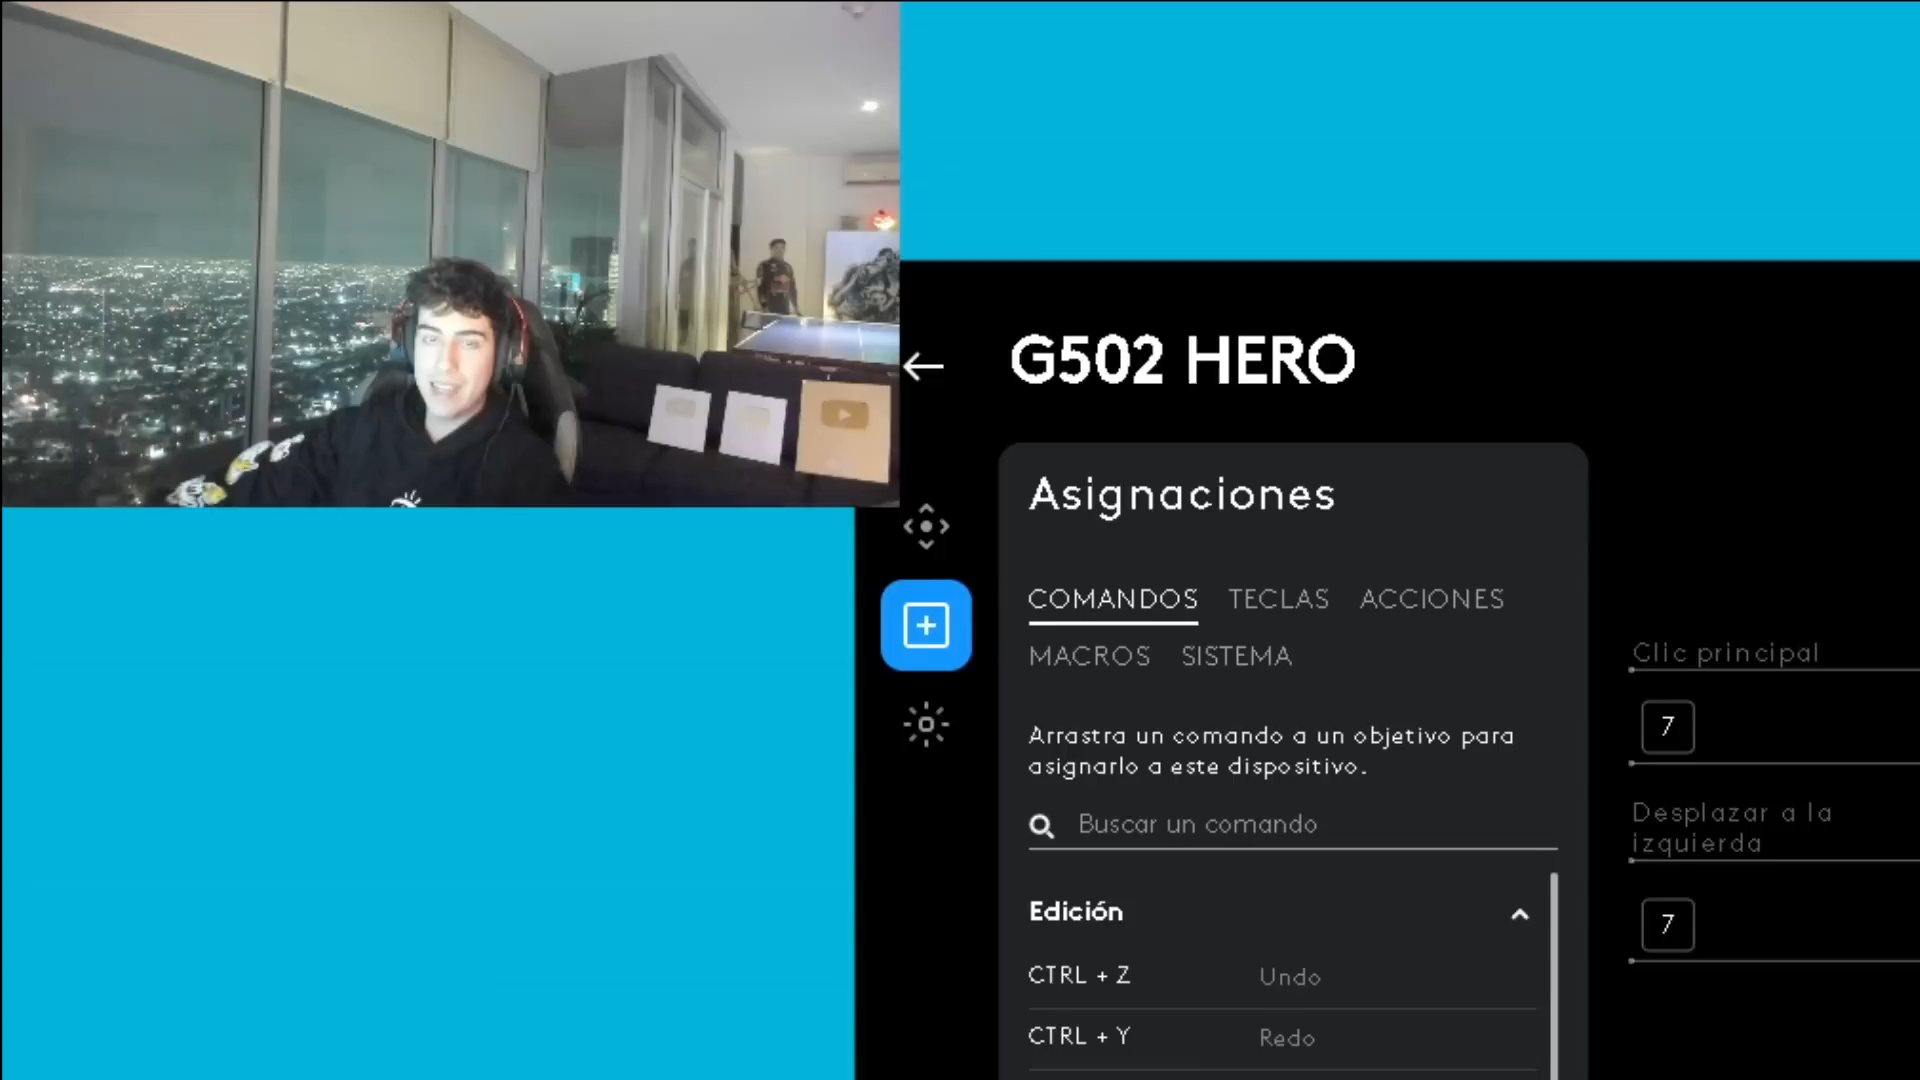 G502 HERO
Asignaciones
COMANDOS TECLAS ACCIONES
MACROS SISTEMA
Arrastra un comando a un objetivo para
asignarlo a este dispositivo.
Buscar un comando
Edición
CTRL + Z Undo
CTRL + Y Redo
Clic principal
7
Desplazar a la
izquierda
7